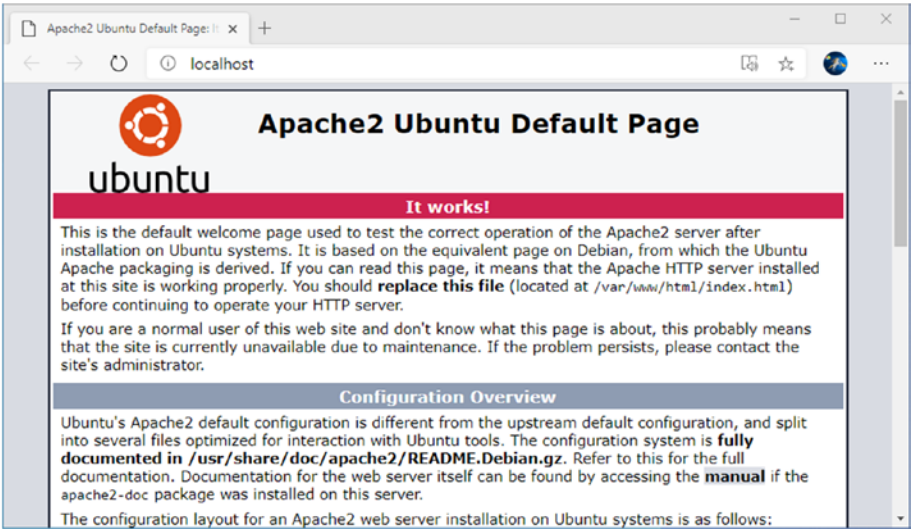 Apache2 Ubuntu Default Page: It
localhost
ubuntu
Apache2 Ubuntu Default Page
It works!
This is the default welcome page used to test the correct operation of the Apache2 server after
installation on Ubuntu systems. It is based on the equivalent page on Debian, from which the Ubuntu
Apache packaging is derived. If you can read this page, it means that the Apache HTTP server installed
at this site is working properly. You should replace this file (located at /var/www/html/index.html)
before continuing to operate your HTTP server.
If you are a normal user of this web site and don't know what this page is about, this probably means
that the site is currently unavailable due to maintenance. If the problem persists, please contact the
site's administrator.
Configuration Overview
Ubuntu's Apache2 default configuration is different from the upstream default configuration, and split
into several files optimized for interaction with Ubuntu tools. The configuration system is fully
documented in /usr/share/doc/apache2/README.Debian.gz. Refer to this for the full
documentation. Documentation for the web server itself can be found by accessing the manual if the
apache2-doc package was installed on this server.
The configuration layout for an Apache2 web server installation on Ubuntu systems is as follows: